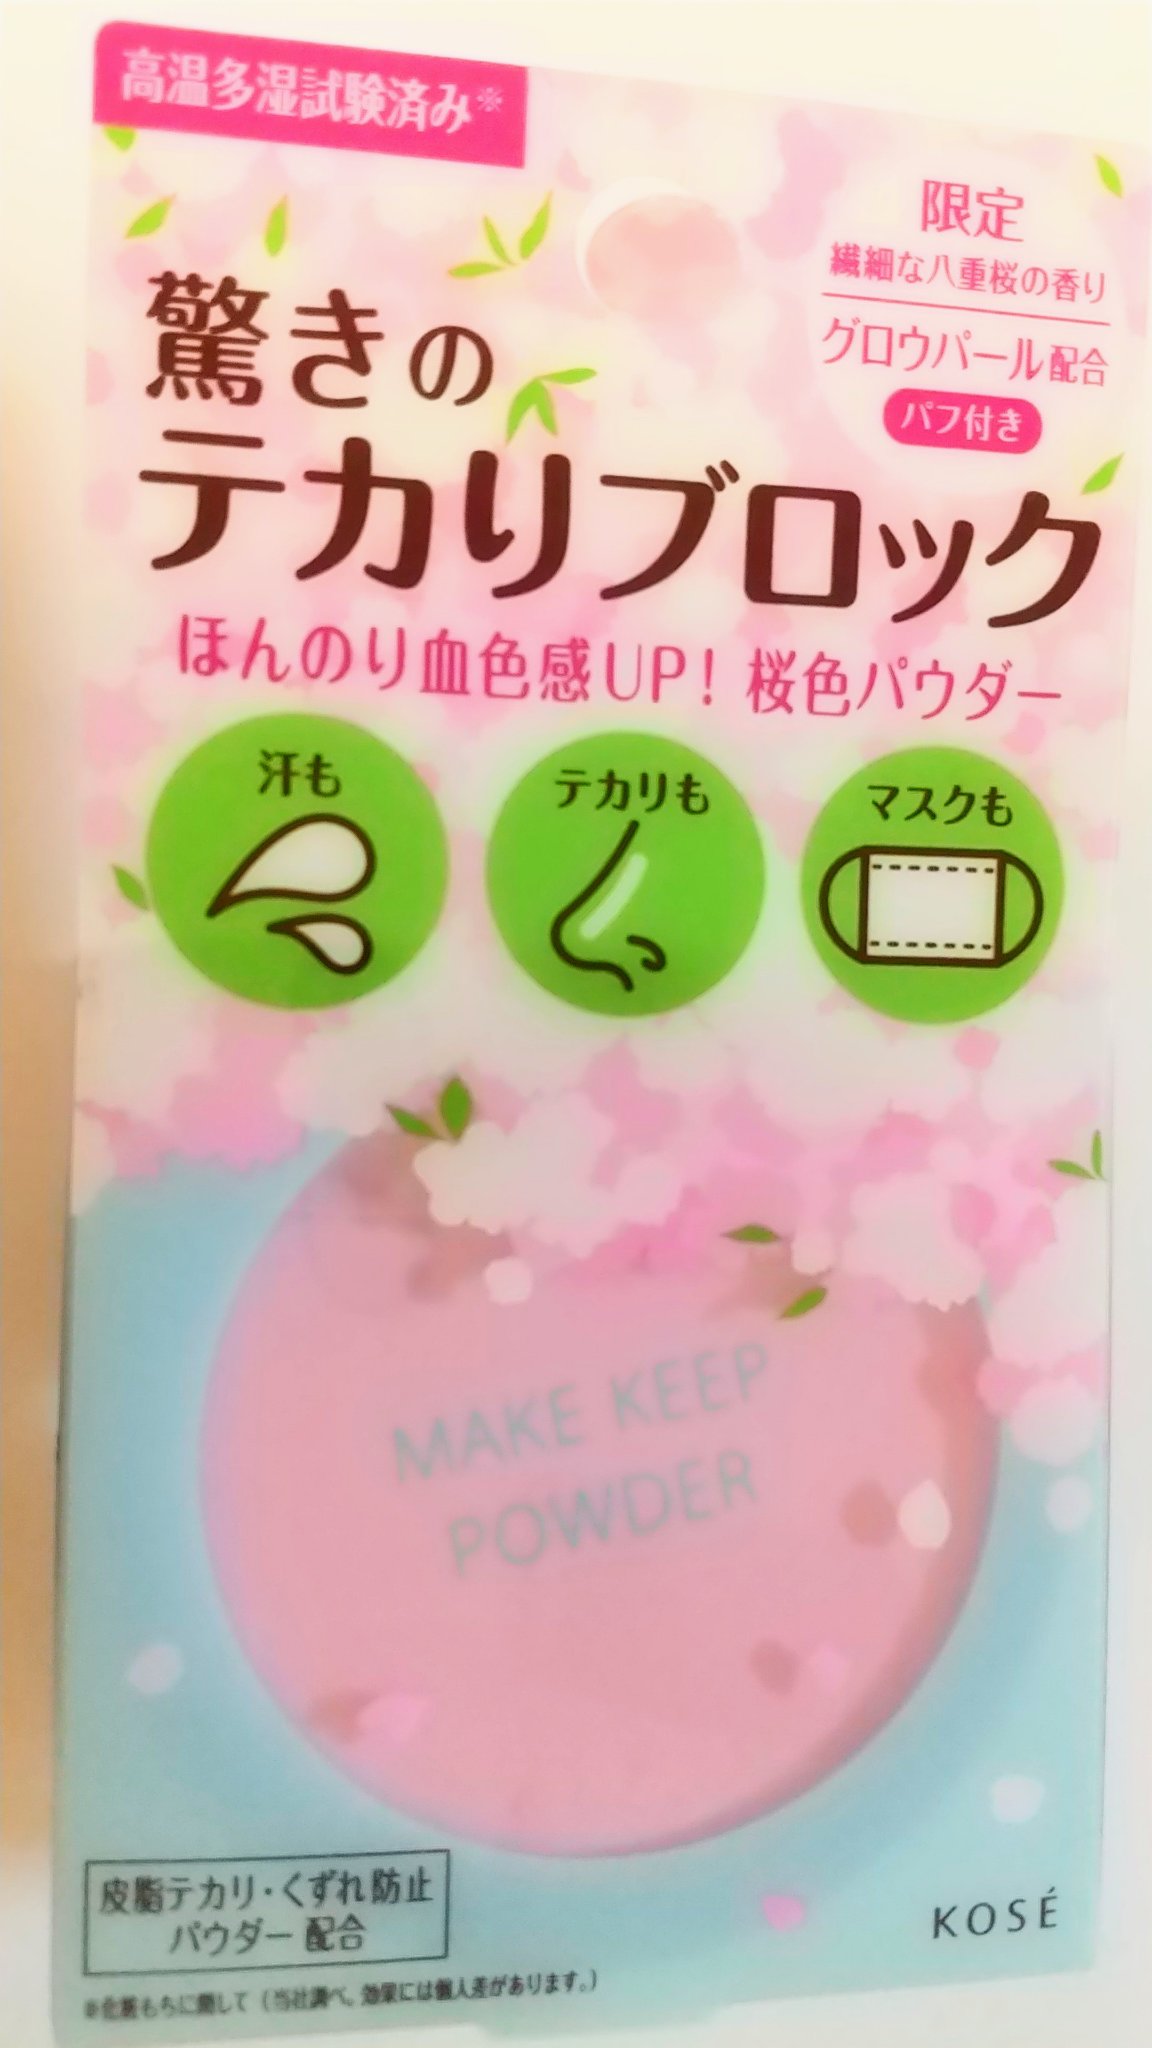 高温多湿試験済み※
限定
繊細な八重桜の香り
グロウパール配合
パフ付き
驚きの
テカリブロック
ほんのり血色感UP! 桜色パウダー
汗も
テカリも
マスクも
MAKE KEEP
POWDER
皮脂テカリ・くずれ防止
パウダー配合
KOSÉ
※化粧もちに関して (当社調べ。効果には個人差があります。)